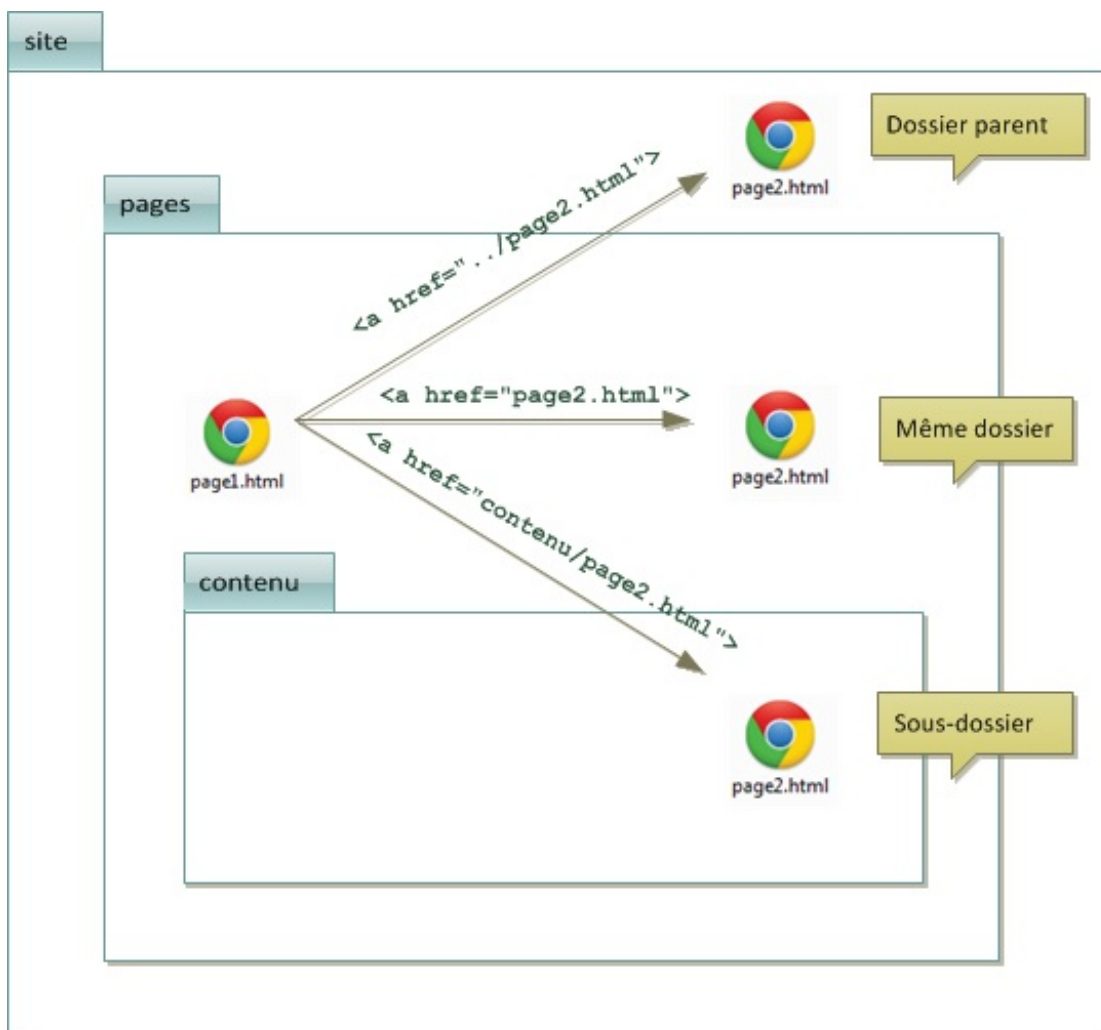 site
Dossier parent
page2.html
pages
<a href="../page2.html">
<a href="page2.html">
Même dossier
page1.html
page2.html
<a href="contenu/page2.html">
contenu
Sous-dossier
page2.html